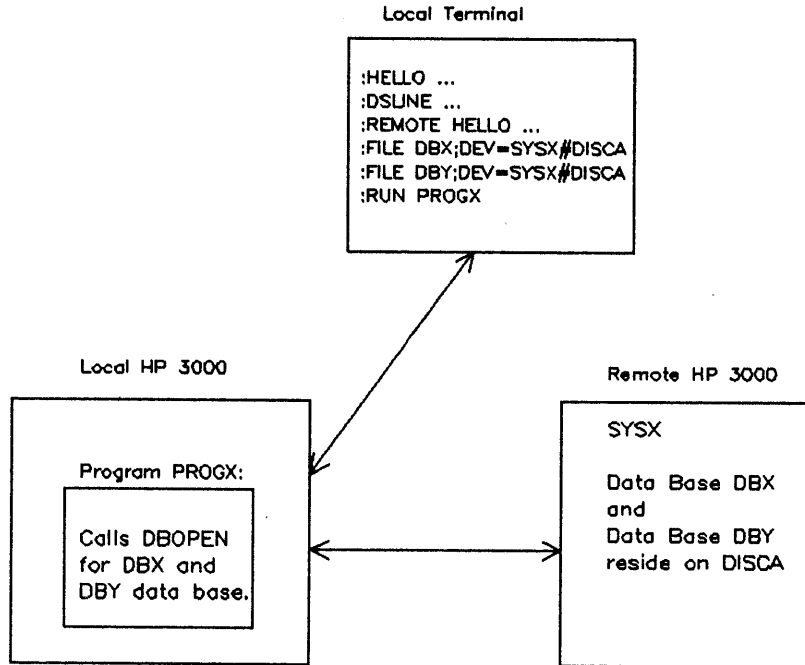 Local Terminal
:HELLO ...
:DSLINE ...
:REMOTE HELLO ...
:FILE DBX;DEV=SYSX#DISCA
:FILE DBY;DEV=SYSX#DISCA
:RUN PROGX
Local HP 3000
Program PROGX:
Calls DBOPEN
for DBX and
DBY data base.
Remote HP 3000
SYSX
Data Base DBX
and
Data Base DBY
reside on DISCA